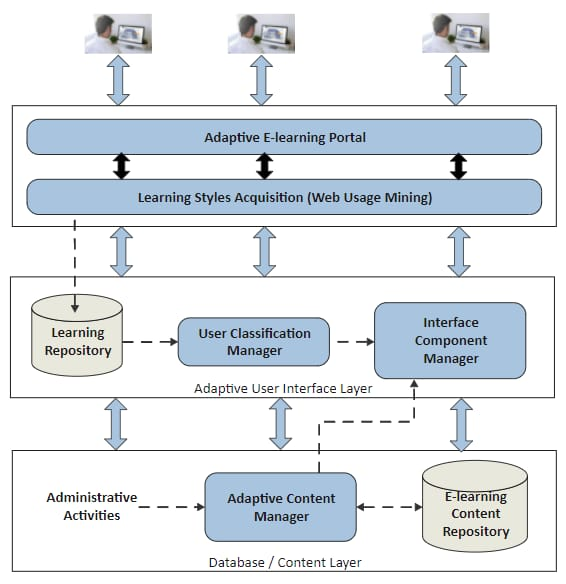 Adaptive E-learning Portal
Learning Styles Acquisition (Web Usage Mining)
Learning
Repository
User Classification
Manager
Interface
Component
Manager
Adaptive User Interface Layer
Administrative
Activities
Adaptive Content
Manager
E-learning
Content
Repository
Database / Content Layer